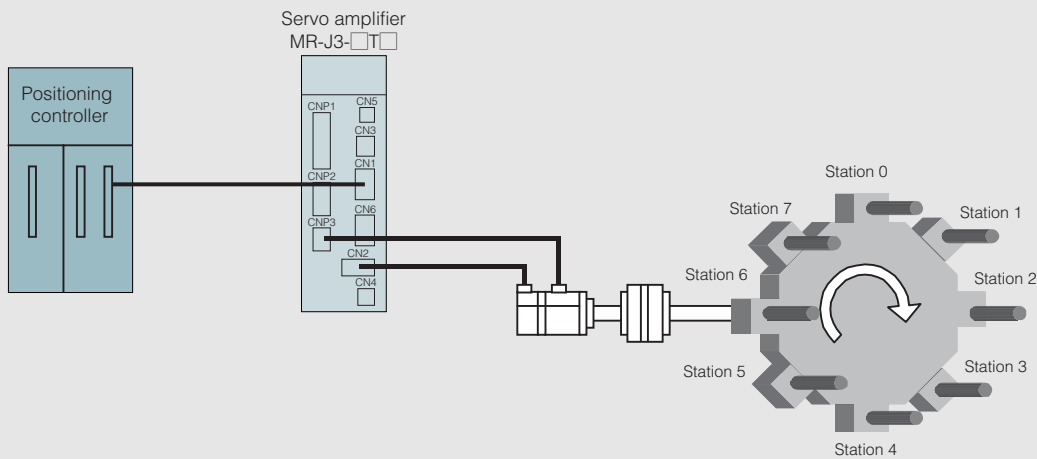 Servo amplifier
MR-J3-□T□
Positioning
controller
CNP1
CN5
CN3
CN1
CNP2
CN6
CNP3
CN2
CN4
Station 0
Station 7
Station 1
Station 6
Station 2
Station 5
Station 3
Station 4